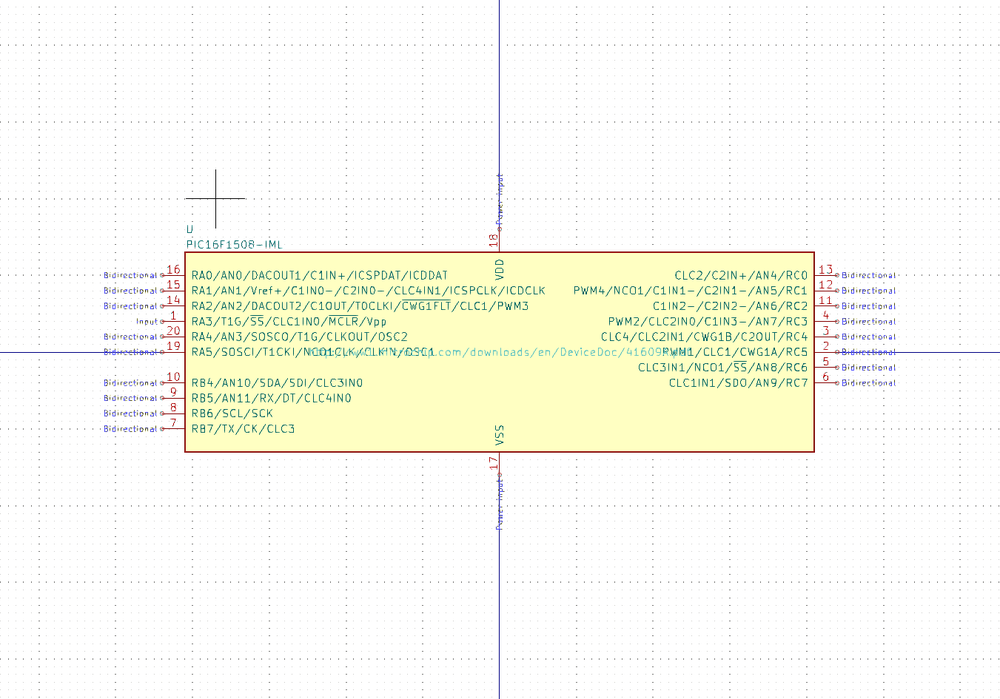 Power input
18
U
PIC16F1508-IML
VDD
Bidirectional 16 RA0/AN0/DACOUT1/C1IN+/ICSPDAT/ICDDAT CLC2/C2IN+/AN4/RC0 13 Bidirectional
Bidirectional 15 RA1/AN1/Vref+/C1IN0-/C2IN0-/CLC4IN1/ICSPCLK/ICDCLK PWM4/NCO1/C1IN1-/C2IN1-/AN5/RC1 12 Bidirectional
Bidirectional 14 RA2/AN2/DACOUT2/C1OUT/TOCLKI/CWG1FLT/CLC1/PWM3 C1IN2-/C2IN2-/AN6/RC2 11 Bidirectional
Input 1 RA3/T1G/SS/CLC1IN0/MCLR/Vpp PWM2/CLC2IN0/C1IN3-/AN7/RC3 4 Bidirectional
Bidirectional 20 RA4/AN3/SOSCO/T1G/CLKOUT/OSC2 CLC4/CLC2IN1/CWG1B/C2OUT/RC4 3 Bidirectional
Bidirectional 19 RA5/SOSCI/T1CKI/NCO1CLK/CLKIN/OSC1 .com/downloads/en/DeviceDoc/41609 PWM1/CLC1/CWG1A/RC5 2 Bidirectional
CLC3IN1/NCO1/SS/AN8/RC6 5 Bidirectional
Bidirectional 10 RB4/AN10/SDA/SDI/CLC3IN0 CLC1IN1/SDO/AN9/RC7 6 Bidirectional
Bidirectional 9 RB5/AN11/RX/DT/CLC4IN0
Bidirectional 8 RB6/SCL/SCK
Bidirectional 7 RB7/TX/CK/CLC3
VSS
17
Power input